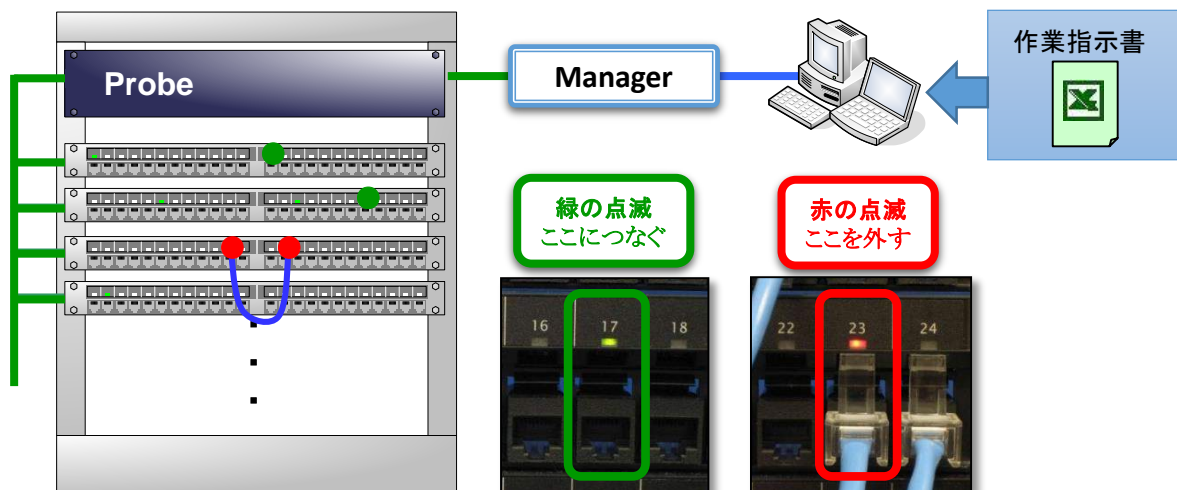 Probe
Manager
作業指示書
緑の点滅
ここにつなぐ
赤の点滅
ここを外す
16 17 18
22 23 24